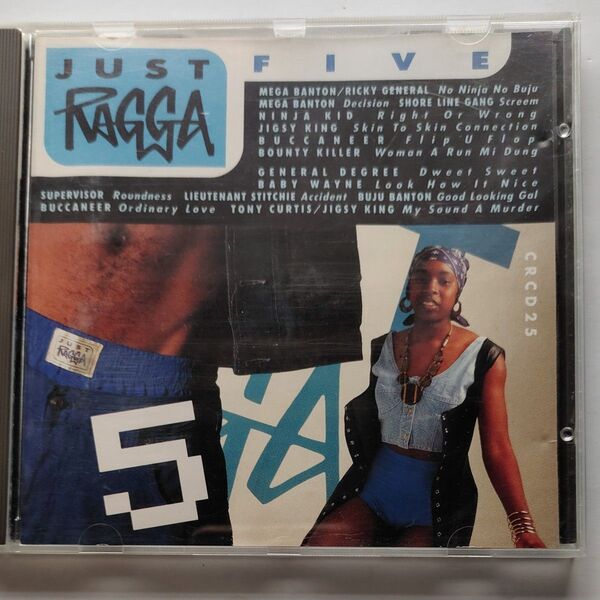 JUST
RAGGA
FIVE
MEGA BANTON/RICKY GENERAL No Ninja No Buju
MEGA BANTON Decision SHORE LINE GANG Screem
NINJA KID Right Or Wrong
JIGSY KING Skin To Skin Connection
BUCCANEER Flip U Flop
BOUNTY KILLER Woman A Run Mi Dung
GENERAL DEGREE Dweet Sweet
BABY WAYNE Look How It Nice
SUPERVISOR Roundness LIEUTENANT STITCHIE Accident BUJU BANTON Good Looking Gal
BUCCANEER Ordinary Love TONY CURTIS/JIGSY KING My Sound A Murder
CRCD25
JUST
RAGGA
5